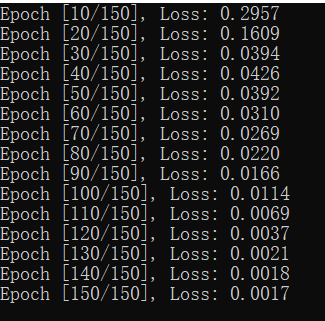 Epoch [10/150], Loss: 0.2957
Epoch [20/150], Loss: 0.1609
Epoch [30/150], Loss: 0.0394
Epoch [40/150], Loss: 0.0426
Epoch [50/150], Loss: 0.0392
Epoch [60/150], Loss: 0.0310
Epoch [70/150], Loss: 0.0269
Epoch [80/150], Loss: 0.0220
Epoch [90/150], Loss: 0.0166
Epoch [100/150], Loss: 0.0114
Epoch [110/150], Loss: 0.0069
Epoch [120/150], Loss: 0.0037
Epoch [130/150], Loss: 0.0021
Epoch [140/150], Loss: 0.0018
Epoch [150/150], Loss: 0.0017